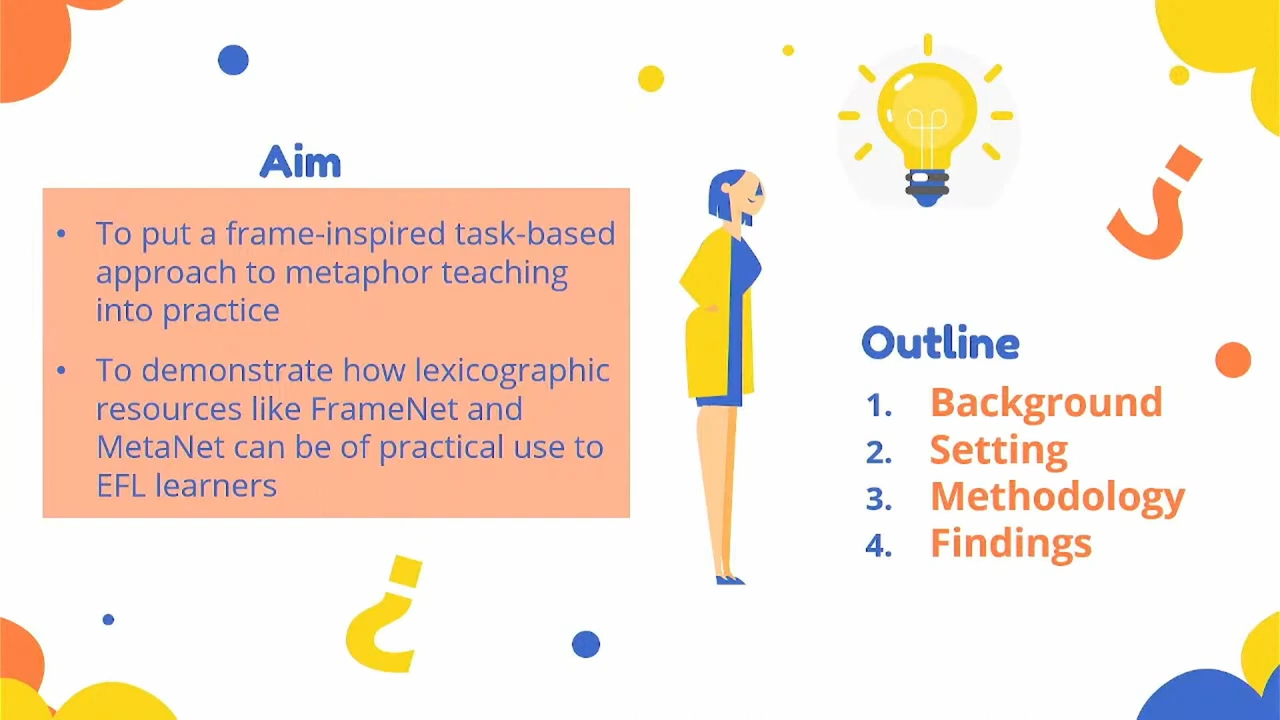 Aim
• To put a frame-inspired task-based
approach to metaphor teaching
into practice
• To demonstrate how lexicographic
resources like FrameNet and
MetaNet can be of practical use to
EFL learners
¿
Outline
1. Background
2. Setting
3. Methodology
4. Findings
¿